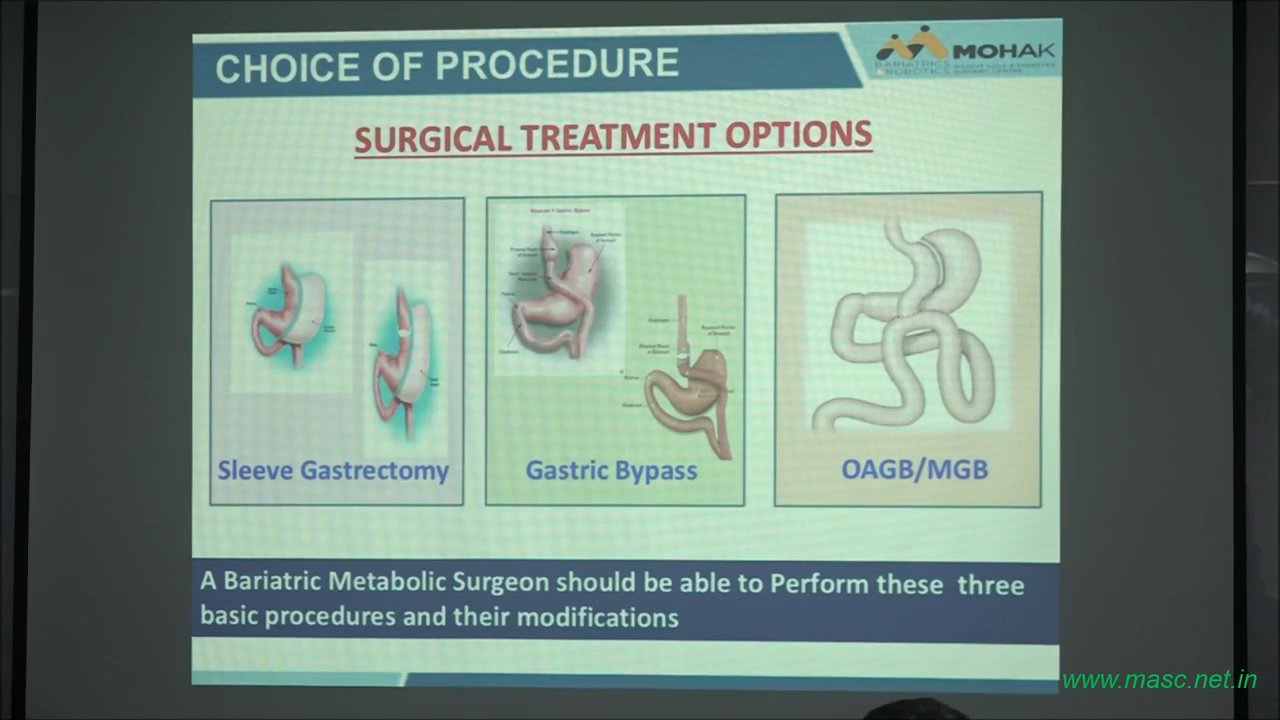 CHOICE OF PROCEDURE
MOHAK
BARIATRICS
& ROBOTICS
SURGICAL TREATMENT OPTIONS
Sleeve Gastrectomy
Gastric Bypass
OAGB/MGB
A Bariatric Metabolic Surgeon should be able to Perform these three
basic procedures and their modifications
www.masc.net.in